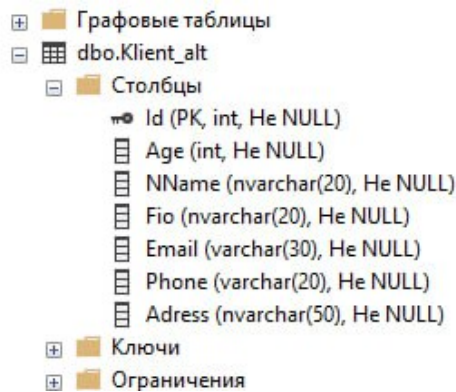 Графовые таблицы
dbo.Klient_alt
Столбцы
Id (PK, int, Не NULL)
Age (int, Не NULL)
NName (nvarchar(20), Не NULL)
Fio (nvarchar(20), Не NULL)
Email (varchar(30), Не NULL)
Phone (varchar(20), Не NULL)
Adress (nvarchar(50), Не NULL)
Ключи
Ограничения